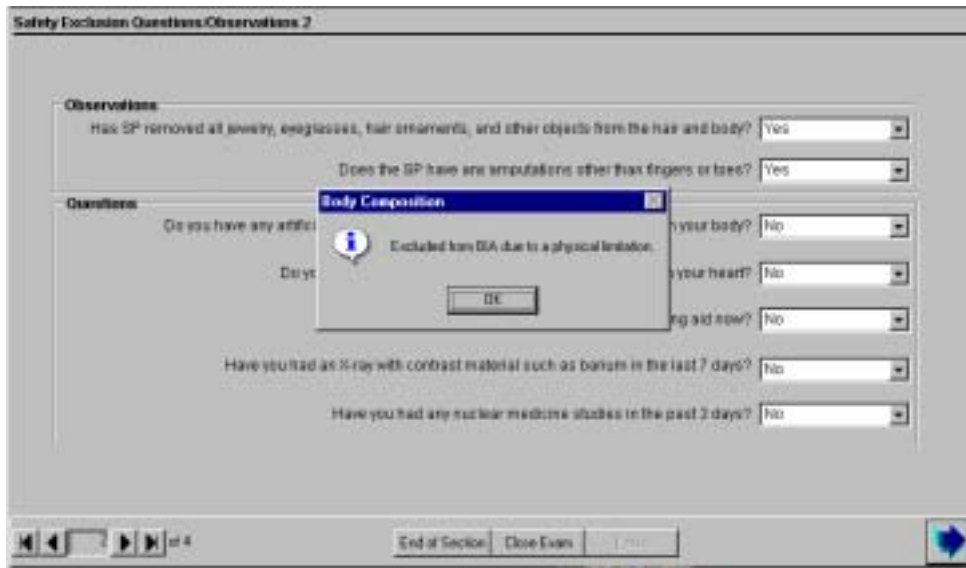 Safety Exclusion Questions/Observations 2
Observations
Has SP removed all jewelry, eyeglasses, hair ornaments, and other objects from the hair and body? Yes
Does the SP have any amputations other than fingers or toes? Yes
Questions
Do you have any artific your body? No
Body Composition
Excluded from BIA due to a physical limitation.
OK
Do yo your heart? No
ng aid now? No
Have you had an X-ray with contrast material such as barium in the last 7 days? No
Have you had any nuclear medicine studies in the past 3 days? No
2 of 4
End of Section Close Exam